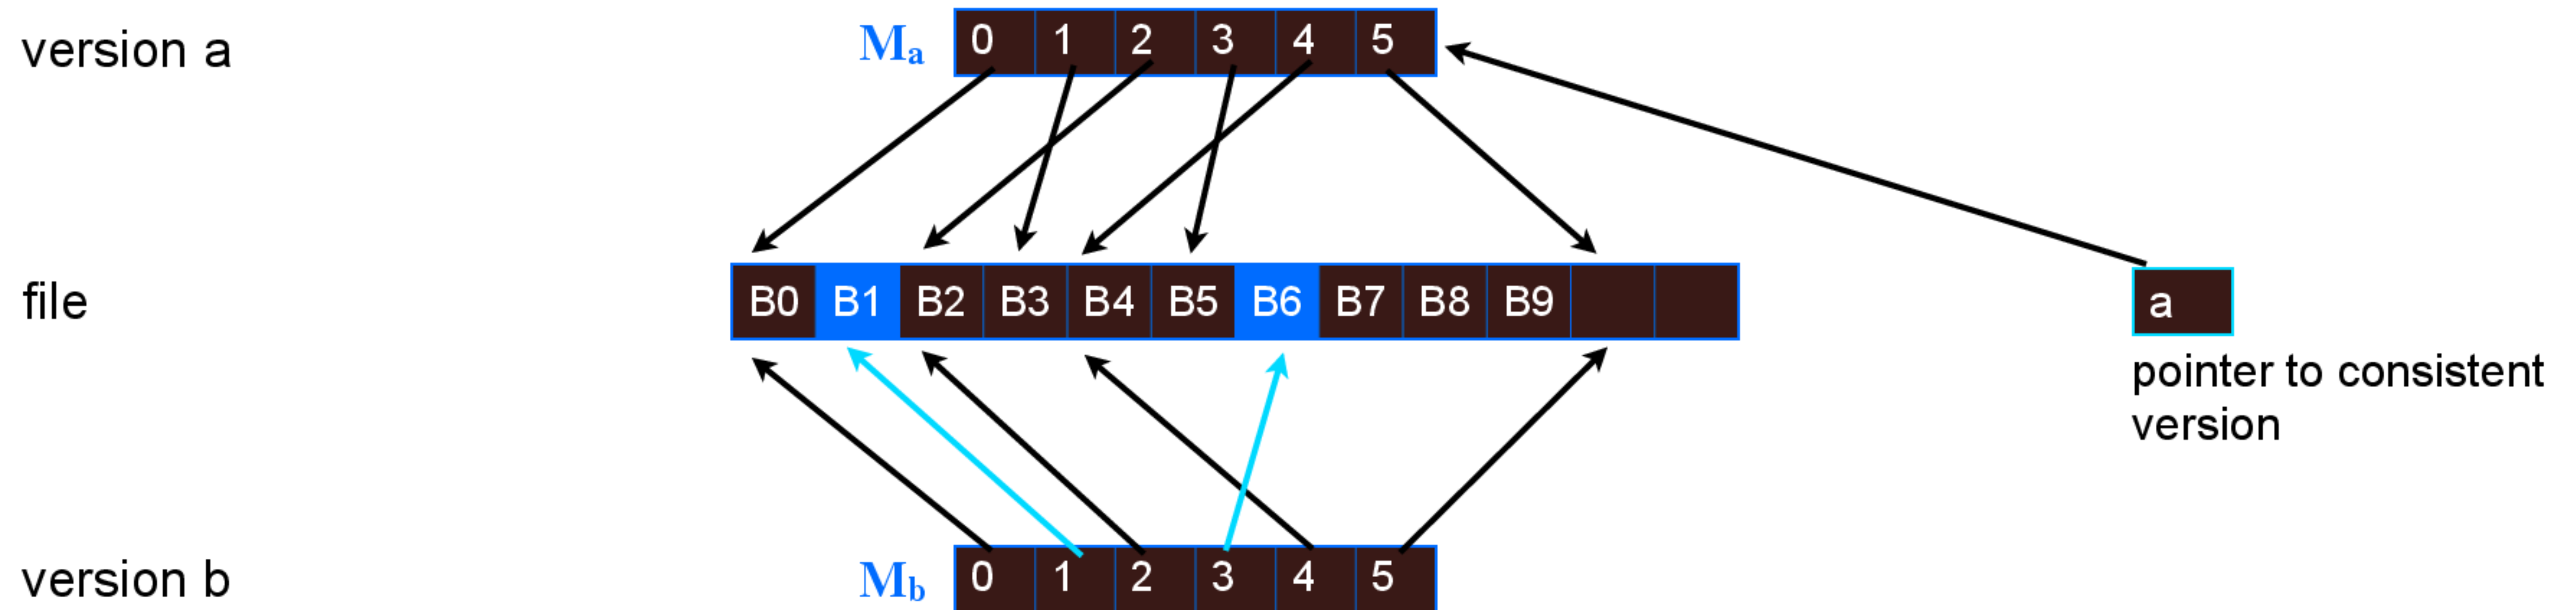 version a
Ma
0 1 2 3 4 5
file
B0 B1 B2 B3 B4 B5 B6 B7 B8 B9
a
pointer to consistent
version
version b
Mb
0 1 2 3 4 5